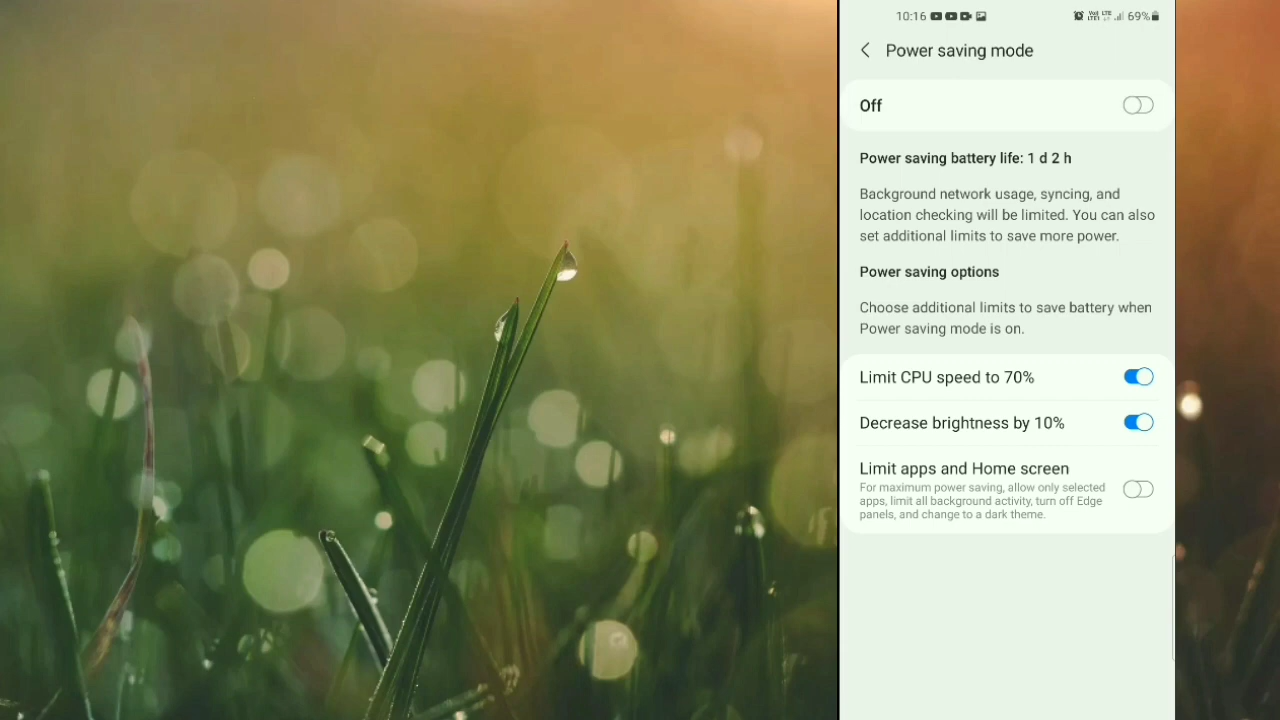 10:16 69%
Power saving mode
Off
Power saving battery life: 1 d 2 h
Background network usage, syncing, and
location checking will be limited. You can also
set additional limits to save more power.
Power saving options
Choose additional limits to save battery when
Power saving mode is on.
Limit CPU speed to 70%
Decrease brightness by 10%
Limit apps and Home screen
For maximum power saving, allow only selected
apps, limit all background activity, turn off Edge
panels, and change to a dark theme.